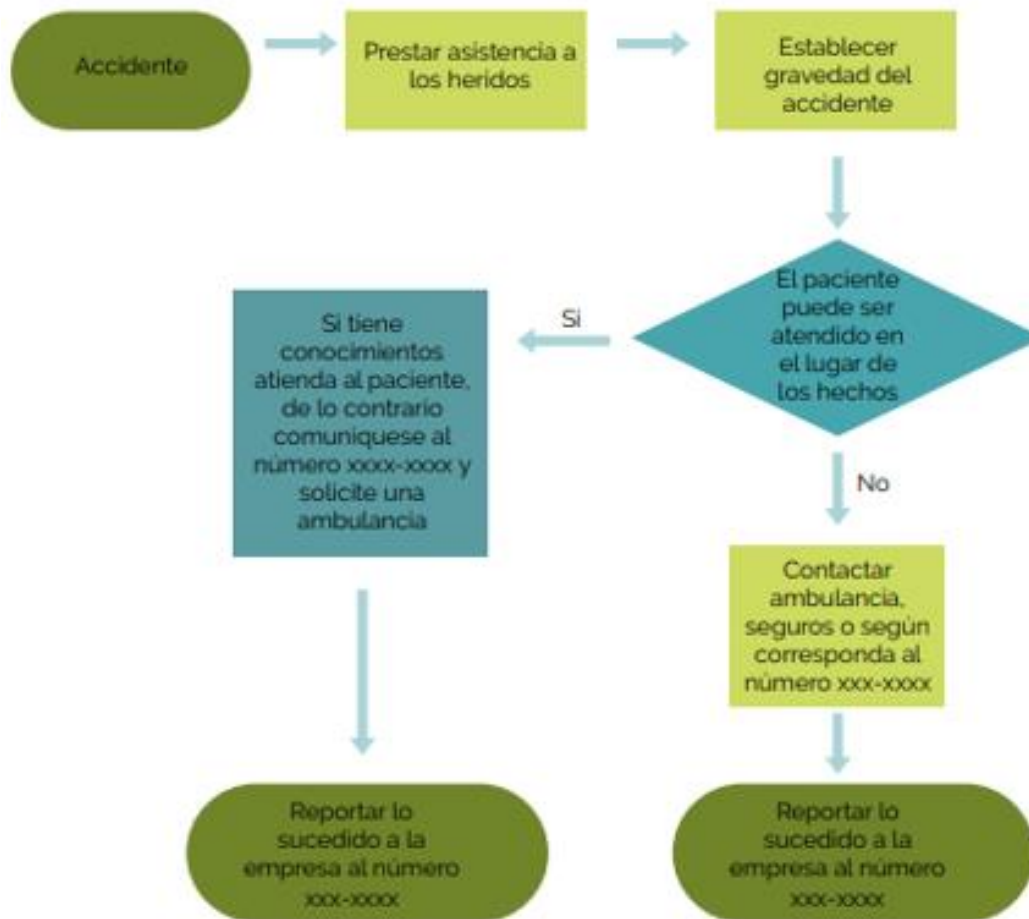 Accidente
Prestar asistencia a
los heridos
Establecer
gravedad del
accidente
El paciente
puede ser
atendido en
el lugar de
los hechos
Si
Si tiene
conocimientos
atienda al paciente,
de lo contrario
comuniquese al
número xxxx-xxxx y
solicite una
ambulancia
No
Contactar
ambulancia,
seguros o según
corresponda al
número xxx-xxxx
Reportar lo
sucedido a la
empresa al número
xxx-xxxx
Reportar lo
sucedido a la
empresa al número
xxx-xxxx